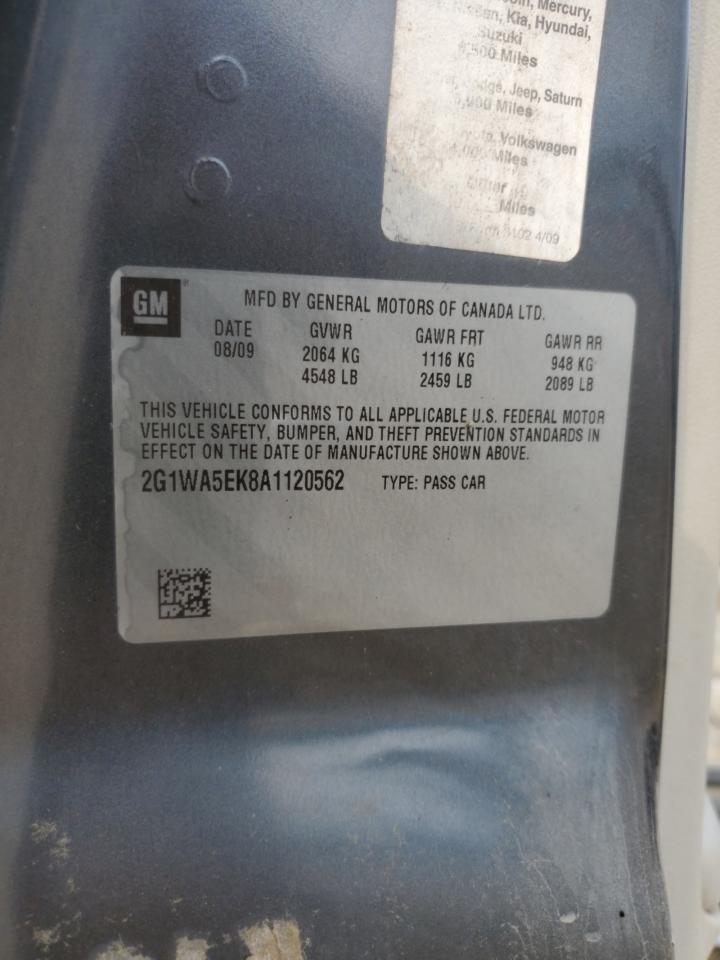 Mercury,
Kia, Hyundai,
Suzuki
Miles
Jeep, Saturn
Miles
Volkswagen
Miles
Miles
4/09
GM
MFD BY GENERAL MOTORS OF CANADA LTD.
DATE GVWR GAWR FRT GAWR RR
08/09 2064 KG 1116 KG 948 KG
4548 LB 2459 LB 2089 LB
THIS VEHICLE CONFORMS TO ALL APPLICABLE U.S. FEDERAL MOTOR
VEHICLE SAFETY, BUMPER, AND THEFT PREVENTION STANDARDS IN
EFFECT ON THE DATE OF MANUFACTURE SHOWN ABOVE.
2G1WA5EK8A1120562 TYPE: PASS CAR